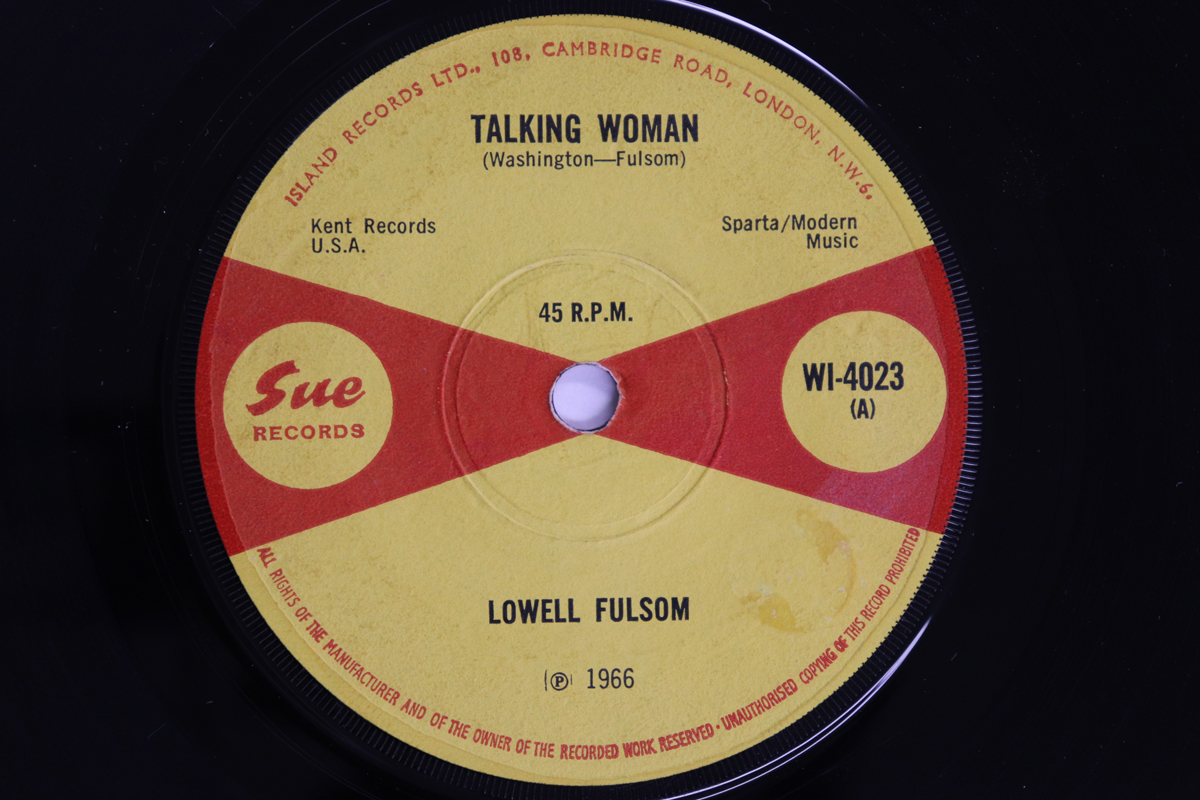 ISLAND RECORDS LTD., 108, CAMBRIDGE ROAD, LONDON, N.W.6.
TALKING WOMAN
(Washington—Fulsom)
Kent Records
U.S.A.
Sparta/Modern
Music
45 R.P.M.
Sue
RECORDS
WI-4023
(A)
LOWELL FULSOM
℗ 1966
ALL RIGHTS OF THE MANUFACTURER AND OF THE OWNER OF THE RECORDED WORK RESERVED · UNAUTHORISED COPYING OF THIS RECORD PROHIBITED